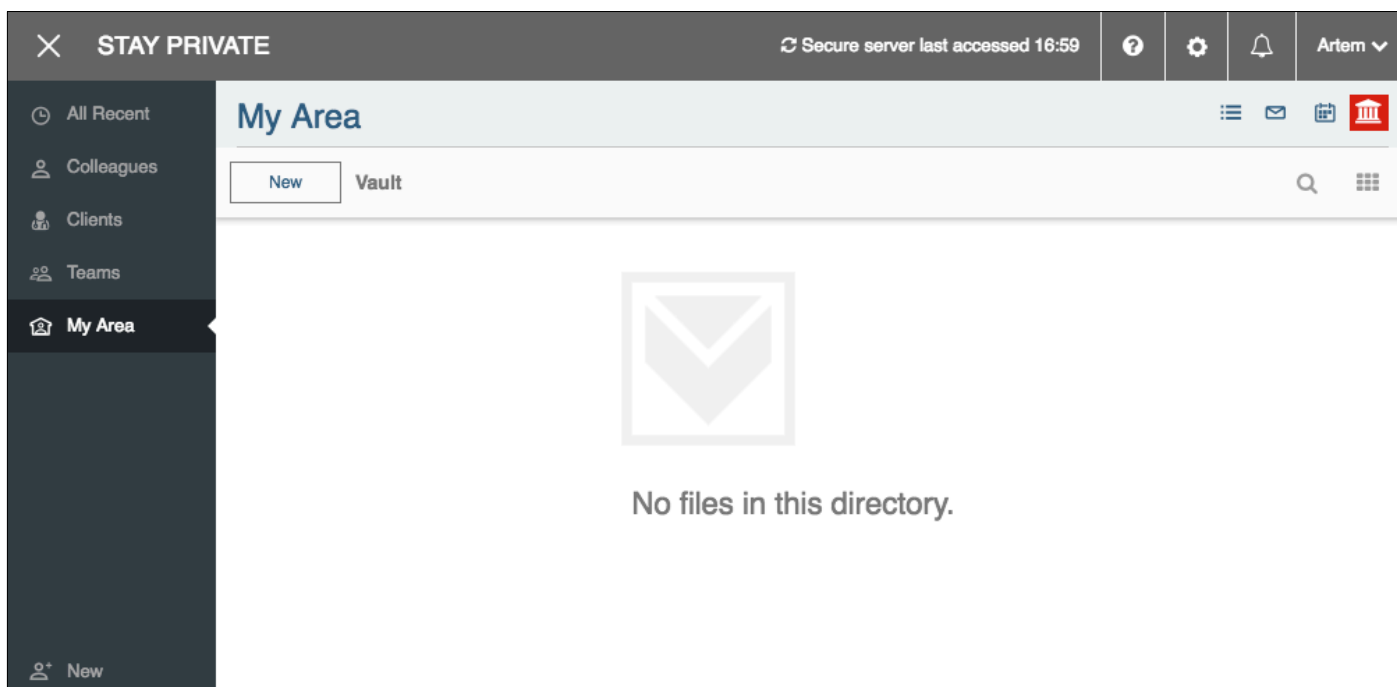 STAY PRIVATE
Secure server last accessed 16:59
Artem
All Recent
Colleagues
Clients
Teams
My Area
New
My Area
New
Vault
No files in this directory.